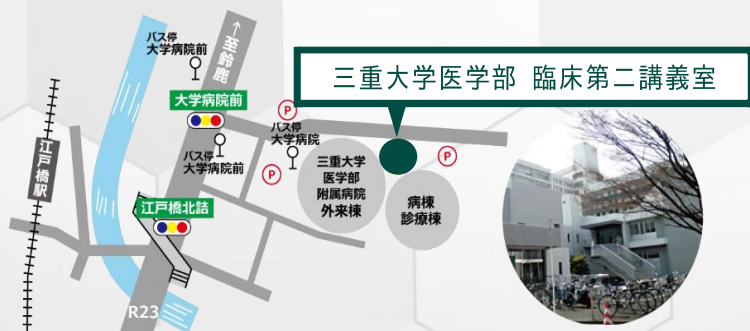 三重大学医学部 臨床第二講義室
↑至鈴鹿
バス停
大学病院前
大学病院前
バス停
大学病院前
P
バス停
大学病院
P
P
三重大学
医学部
附属病院
外来棟
病棟
診療棟
江戸橋駅
江戸橋北詰
R23